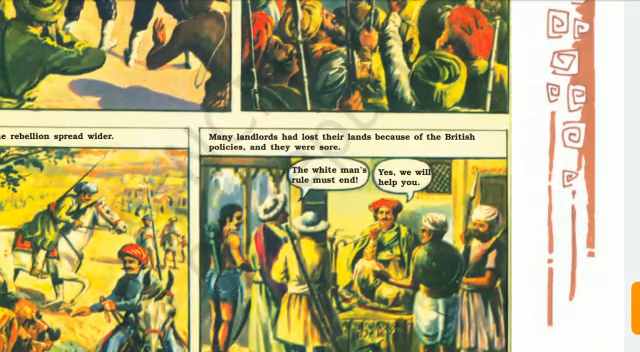 e rebellion spread wider.
Many landlords had lost their lands because of the British
policies, and they were sore.
The white man's
rule must end!
Yes, we will
help you.